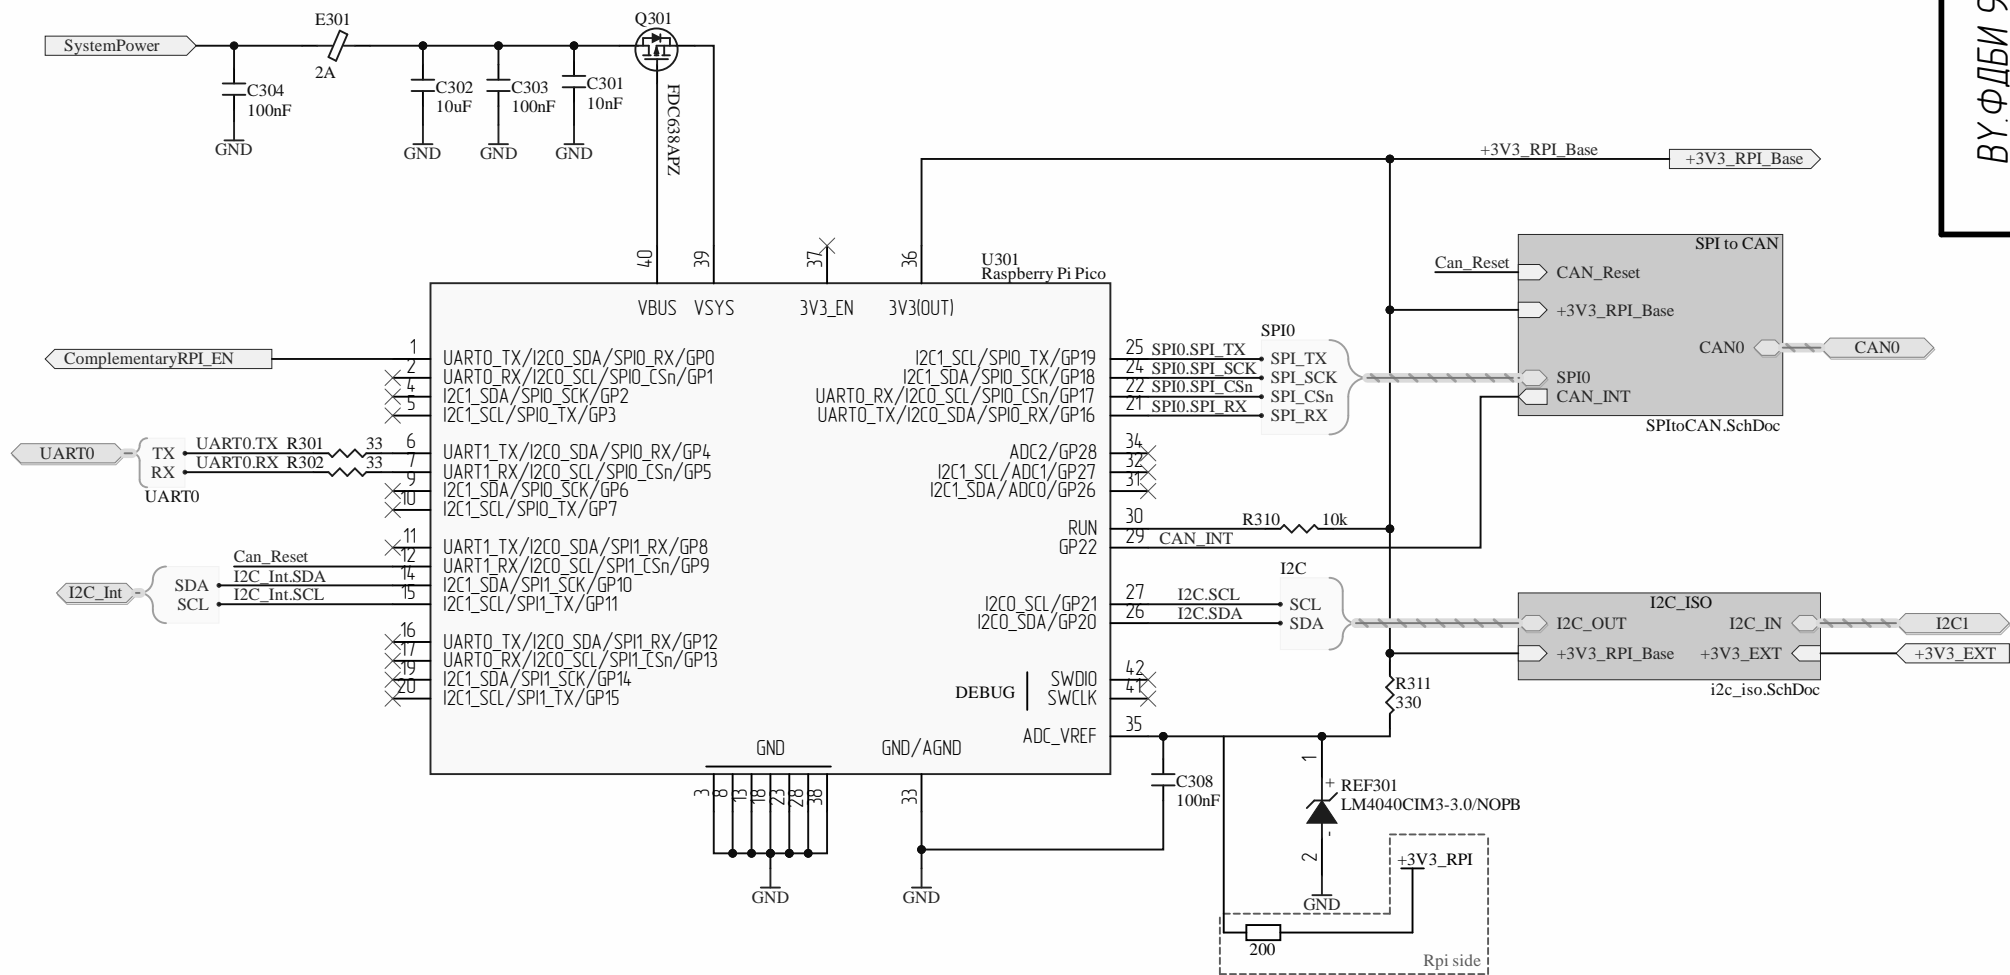 E301
Q301
SystemPower
2A
C304
100nF
C302
10uF
C303
100nF
C301
10nF
FDC638APZ
GND
GND
GND
GND
BY.ФДБИ 9
+3V3_RPI_Base
+3V3_RPI_Base
40
39
37
36
U301
Raspberry Pi Pico
VBUS
VSYS
3V3_EN
3V3(OUT)
ComplementaryRPI_EN
1
UART0_TX/I2C0_SDA/SPI0_RX/GP0
2
UART0_RX/I2C0_SCL/SPI0_CSn/GP1
4
I2C1_SDA/SPI0_SCK/GP2
5
I2C1_SCL/SPI0_TX/GP3
UART0
TX
RX
UART0
UART0.TX R301 33
UART0.RX R302 33
6
UART1_TX/I2C0_SDA/SPI0_RX/GP4
7
UART1_RX/I2C0_SCL/SPI0_CSn/GP5
9
I2C1_SDA/SPI0_SCK/GP6
10
I2C1_SCL/SPI0_TX/GP7
11
UART1_TX/I2C0_SDA/SPI1_RX/GP8
Can_Reset
12
UART1_RX/I2C0_SCL/SPI1_CSn/GP9
I2C_Int
SDA
SCL
I2C_Int.SDA
14
I2C1_SDA/SPI1_SCK/GP10
I2C_Int.SCL
15
I2C1_SCL/SPI1_TX/GP11
16
UART0_TX/I2C0_SDA/SPI1_RX/GP12
17
UART0_RX/I2C0_SCL/SPI1_CSn/GP13
19
I2C1_SDA/SPI1_SCK/GP14
20
I2C1_SCL/SPI1_TX/GP15
I2C1_SCL/SPI0_TX/GP19
25
SPI0.SPI_TX
I2C1_SDA/SPI0_SCK/GP18
24
SPI0.SPI_SCK
UART0_RX/I2C0_SCL/SPI0_CSn/GP17
22
SPI0.SPI_CSn
UART0_TX/I2C0_SDA/SPI0_RX/GP16
21
SPI0.SPI_RX
SPI0
SPI_TX
SPI_SCK
SPI_CSn
SPI_RX
ADC2/GP28
34
I2C1_SCL/ADC1/GP27
32
I2C1_SDA/ADC0/GP26
31
RUN
30
R310
10k
GP22
29
CAN_INT
I2C0_SCL/GP21
27
I2C.SCL
I2C0_SDA/GP20
26
I2C.SDA
I2C
SCL
SDA
DEBUG
SWDIO
42
SWCLK
41
ADC_VREF
35
SPI to CAN
Can_Reset
CAN_Reset
+3V3_RPI_Base
CAN0
CAN0
SPI0
CAN_INT
SPItoCAN.SchDoc
I2C_ISO
I2C_OUT
I2C_IN
I2C1
+3V3_RPI_Base
+3V3_EXT
+3V3_EXT
i2c_iso.SchDoc
R311
330
GND
GND/AGND
3
8
13
18
23
28
38
33
C308
100nF
1
+
REF301
LM4040CIM3-3.0/NOPB
-
2
GND
GND
GND
+3V3_RPI
200
Rpi side